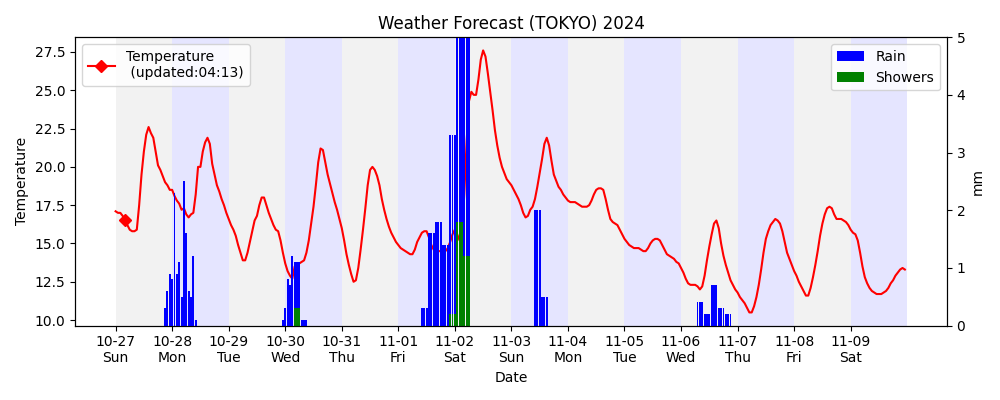 Weather Forecast (TOKYO) 2024
Temperature
(updated:04:13)
Rain
Showers
27.5
25.0
22.5
20.0
17.5
15.0
12.5
10.0
Temperature
5
4
3
2
1
0
mm
10-27 10-28 10-29 10-30 10-31 11-01 11-02 11-03 11-04 11-05 11-06 11-07 11-08 11-09
Sun Mon Tue Wed Thu Fri Sat Sun Mon Tue Wed Thu Fri Sat
Date